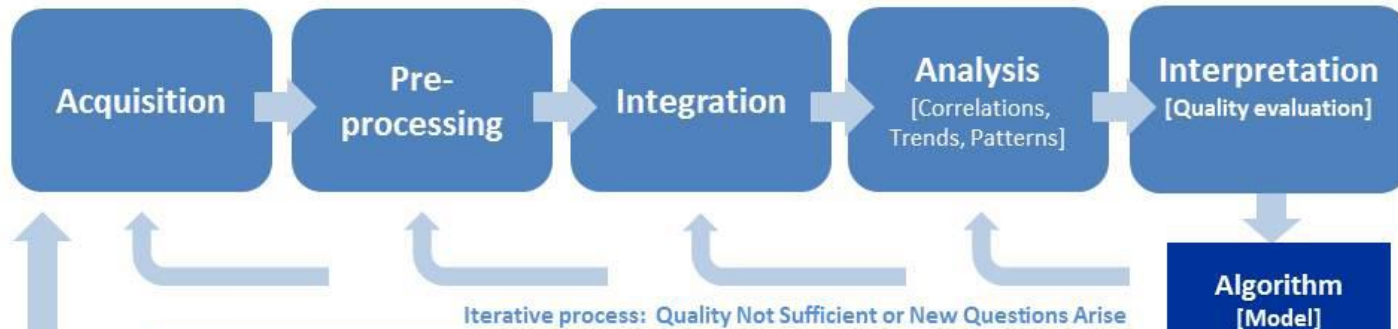 Acquisition
Pre-
processing
Integration
Analysis
[Correlations,
Trends, Patterns]
Interpretation
[Quality evaluation]
Iterative process: Quality Not Sufficient or New Questions Arise
Algorithm
[Model]